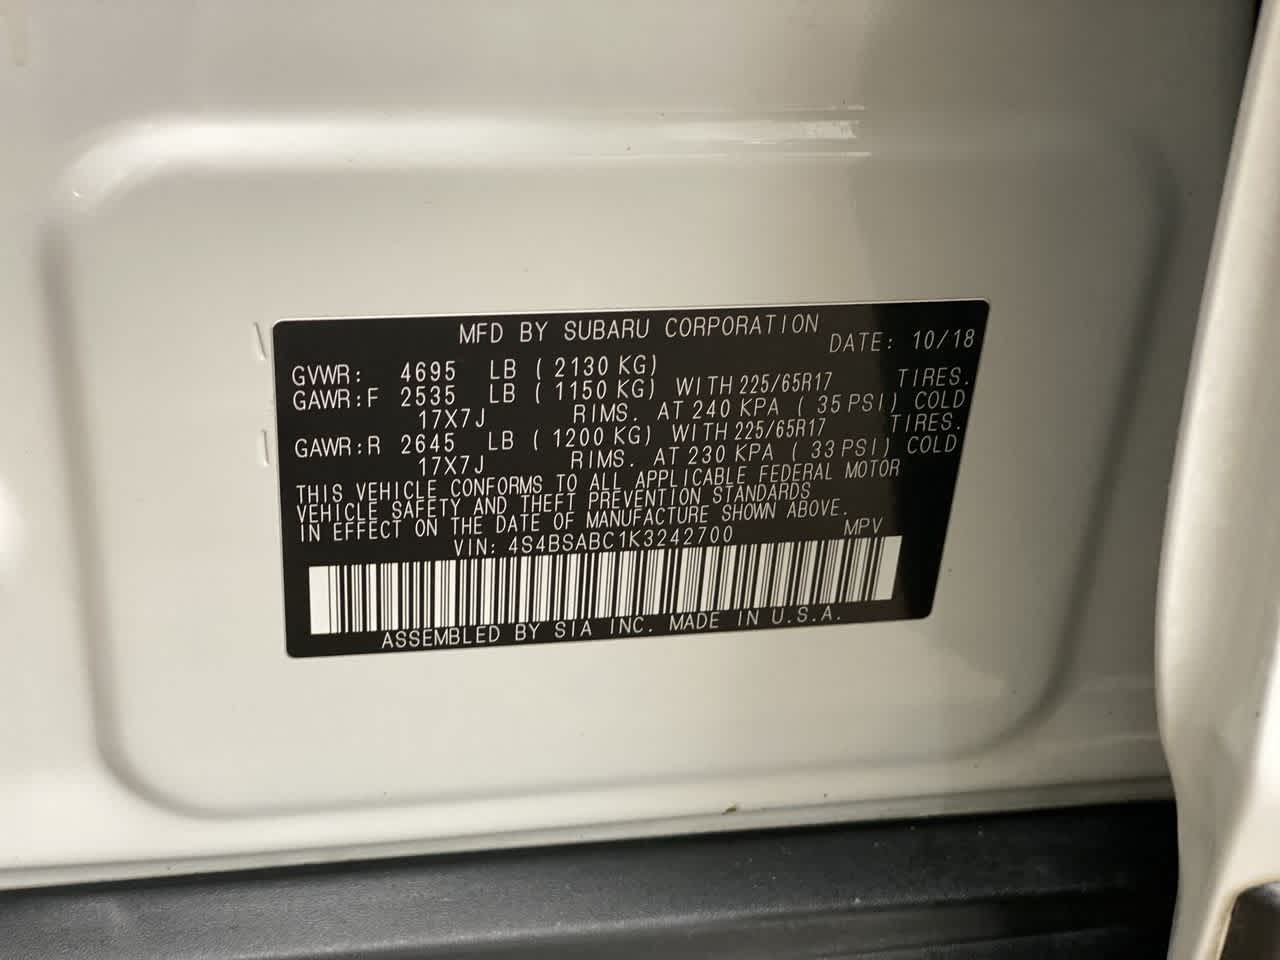 MFD BY SUBARU CORPORATION
DATE: 10/18
GVWR: 4695 LB ( 2130 KG)
GAWR:F 2535 LB ( 1150 KG) WITH 225/65R17 TIRES.
17X7J RIMS. AT 240 KPA ( 35 PSI) COLD
GAWR:R 2645 LB ( 1200 KG) WITH 225/65R17 TIRES.
17X7J RIMS. AT 230 KPA ( 33 PSI) COLD
THIS VEHICLE CONFORMS TO ALL APPLICABLE FEDERAL MOTOR
VEHICLE SAFETY AND THEFT PREVENTION STANDARDS
IN EFFECT ON THE DATE OF MANUFACTURE SHOWN ABOVE.
VIN: 4S4BSABC1K3242700 MPV
ASSEMBLED BY SIA INC. MADE IN U.S.A.